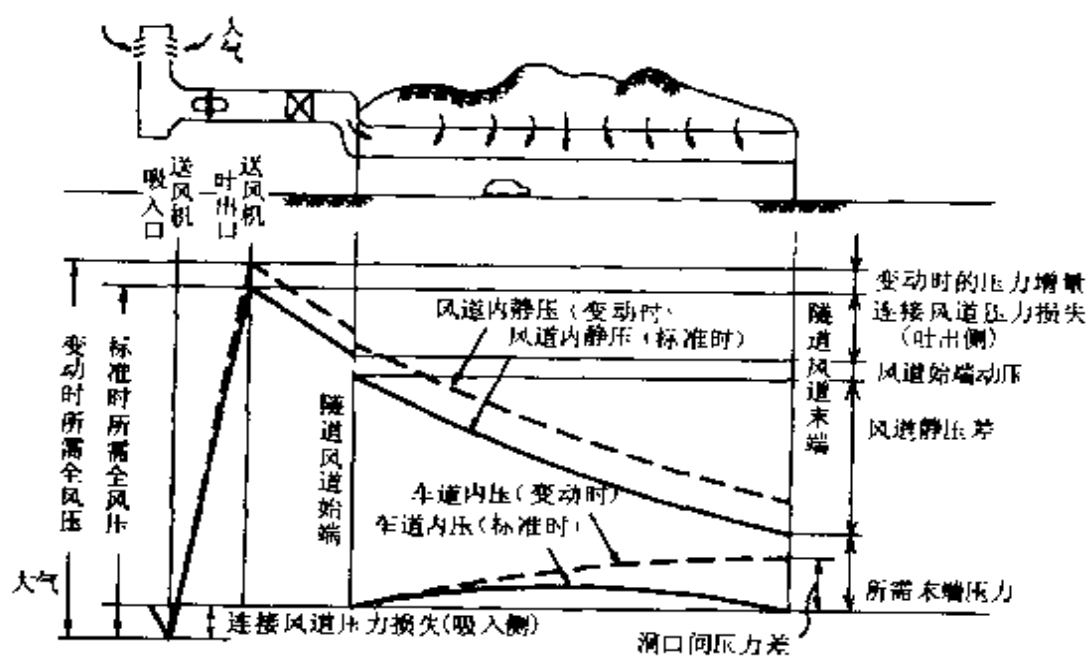 大气
送风机
吸入口
送风机
吐出口
变动时的压力增量
连接风道压力损失
(吐出侧)
风道始端动压
风道静压差
所需末端压力
隧道风道末端
风道内静压(变动时)
风道内静压(标准时)
变动时所需全风压
标准时所需全风压
隧道风道始端
车道内压(变动时)
车道内压(标准时)
大气
连接风道压力损失(吸入侧)
洞口间压力差